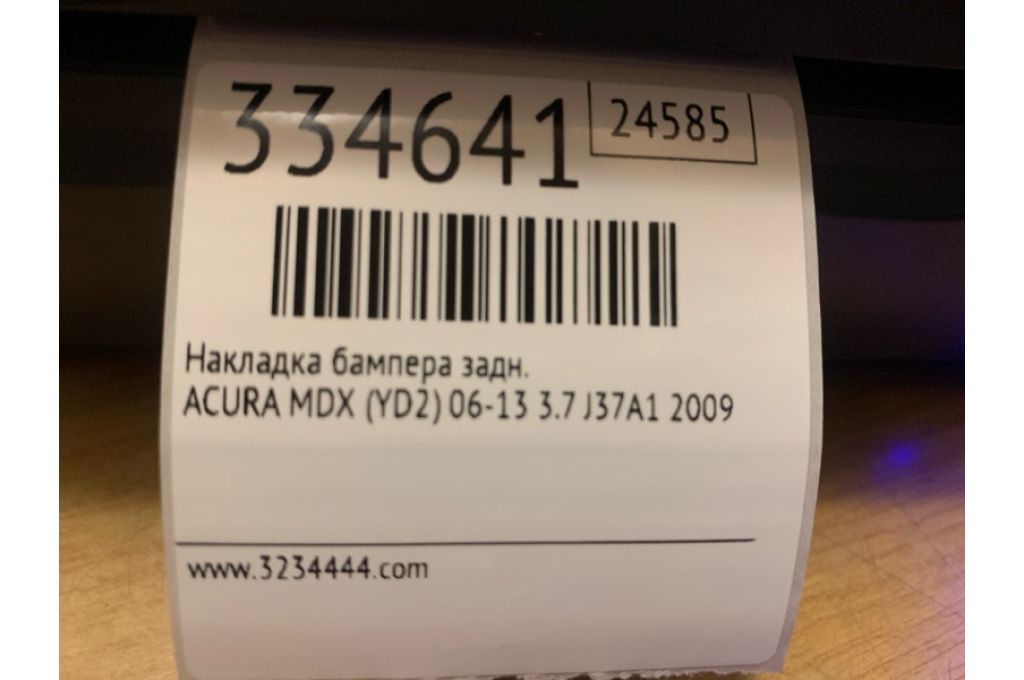 334641
24585
Накладка бампера задн.
ACURA MDX (YD2) 06-13 3.7 J37A1 2009
www.3234444.com